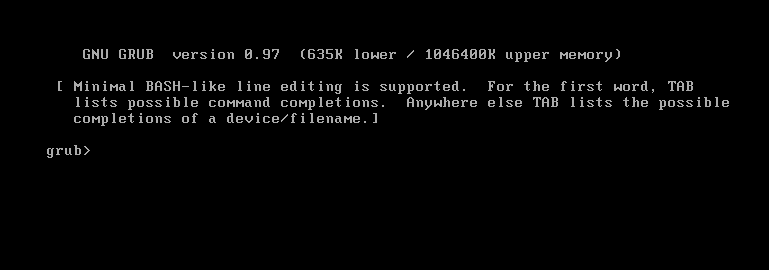 GNU GRUB  version 0.97  (635K lower / 1046400K upper memory)
[ Minimal BASH-like line editing is supported.  For the first word, TAB
lists possible command completions.  Anywhere else TAB lists the possible
completions of a device/filename.]
grub>